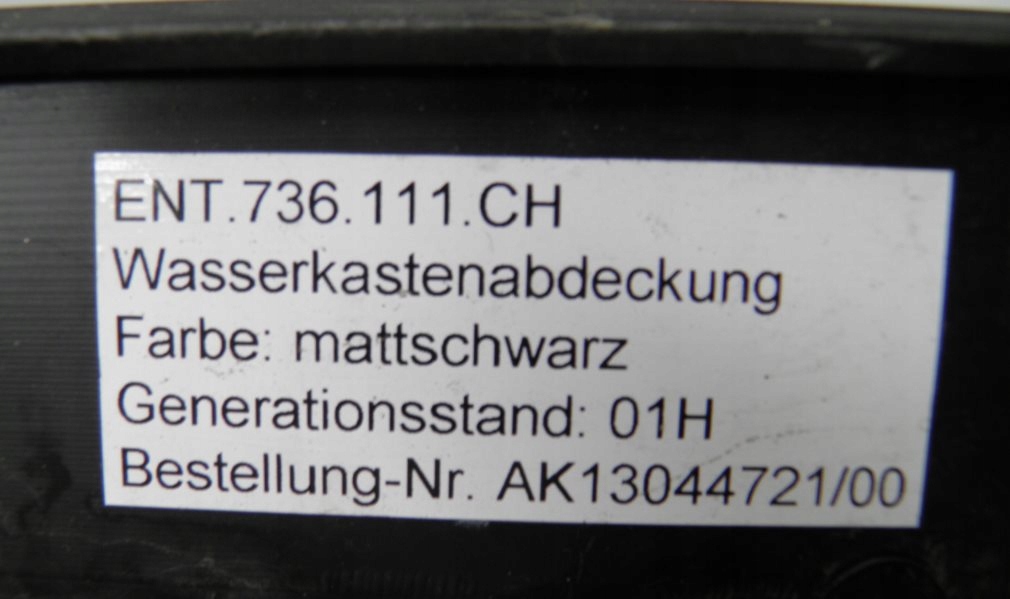 ENT.736.111.CH
Wasserkastenabdeckung
Farbe: mattschwarz
Generationsstand: 01H
Bestellung-Nr. AK13044721/00